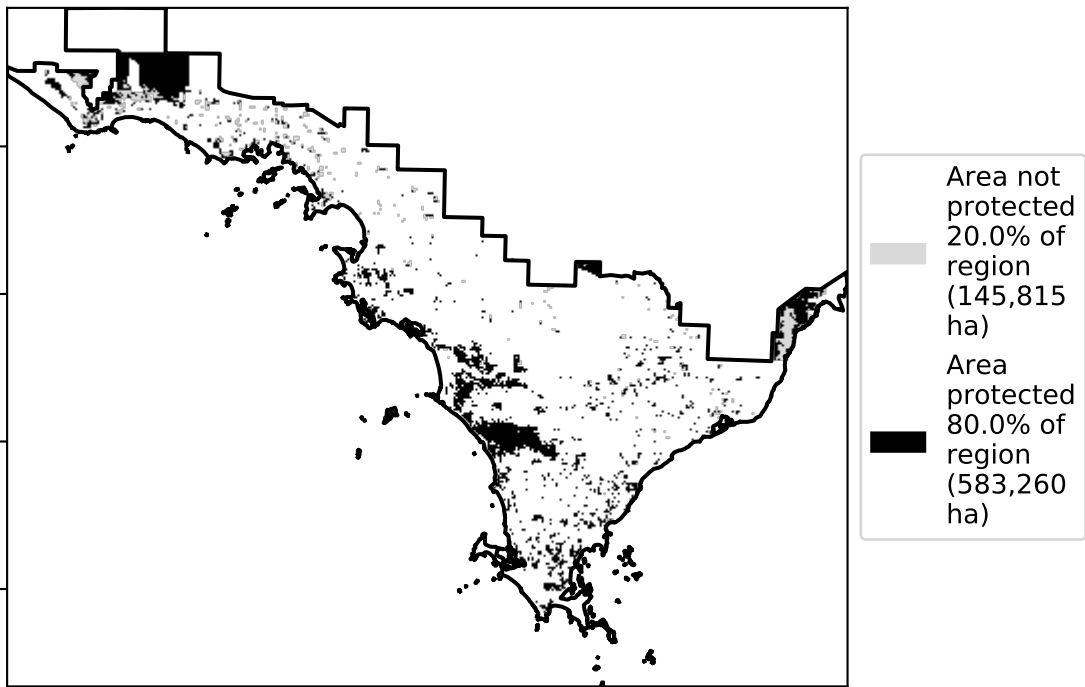 Area not
protected
20.0% of
region
(145,815
ha)
Area
protected
80.0% of
region
(583,260
ha)